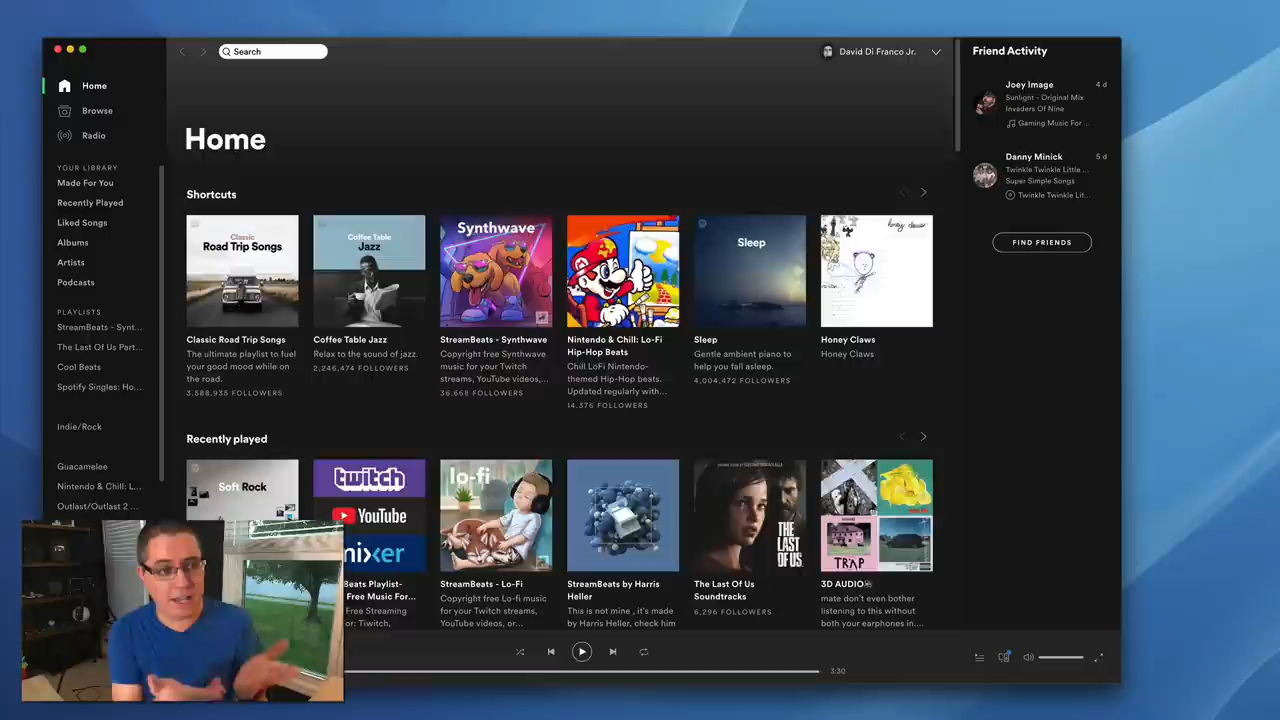 Search
David Di Franco Jr.
Friend Activity
Home
Browse
Radio
YOUR LIBRARY
Made For You
Recently Played
Liked Songs
Albums
Artists
Podcasts
PLAYLISTS
StreamBeats - Synt...
The Last Of Us Part...
Cool Beats
Spotify Singles: Ho...
Indie/Rock
Guacamelee
Nintendo & Chill: L...
Outlast/Outlast 2 ...
Home
Shortcuts
Classic
Road Trip Songs
Coffee Table
Jazz
Synthwave
Sleep
honey claws
Classic Road Trip Songs
The ultimate playlist to fuel
your good mood while on
the road.
3,588,935 FOLLOWERS
Coffee Table Jazz
Relax to the sound of jazz.
2,246,474 FOLLOWERS
StreamBeats - Synthwave
Copyright free Synthwave
music for your Twitch
streams, YouTube videos,...
36,668 FOLLOWERS
Nintendo & Chill: Lo-Fi
Hip-Hop Beats
Chill LoFi Nintendo-
themed Hip-Hop beats.
Updated regularly with...
14,376 FOLLOWERS
Sleep
Gentle ambient piano to
help you fall asleep.
4,004,472 FOLLOWERS
Honey Claws
Honey Claws
Recently played
Soft Rock
twitch
YouTube
mixer
lo-fi
THE
LAST
OF US
TRAP
Beats Playlist-
Free Music For...
Free Streaming
or: Tiwitch,
StreamBeats - Lo-Fi
Copyright free Lo-fi music
for your Twitch streams,
YouTube videos, or...
StreamBeats by Harris
Heller
This is not mine , it's made
by Harris Heller, check him
The Last Of Us
Soundtracks
6,296 FOLLOWERS
3D AUDIO
mate don't even bother
listening to this without
both your earphones in....
Joey Image
4 d
Sunlight - Original Mix
Invaders Of Nine
Gaming Music For ...
Danny Minick
5 d
Twinkle Twinkle Little ...
Super Simple Songs
Twinkle Twinkle Lit...
FIND FRIENDS
3:30